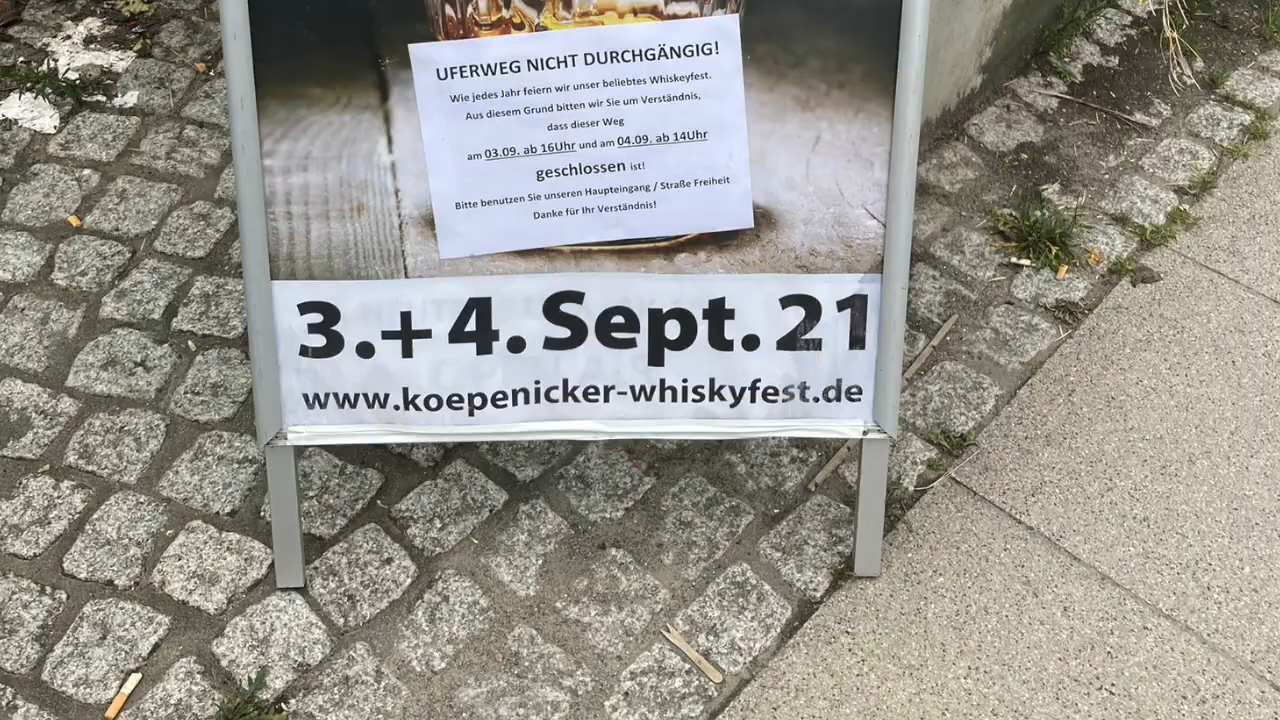 UFERWEG NICHT DURCHGÄNGIG!
Wie jedes Jahr feiern wir unser beliebtes Whiskeyfest.
Aus diesem Grund bitten wir Sie um Verständnis,
dass dieser Weg
am 03.09. ab 16Uhr und am 04.09. ab 14Uhr
geschlossen ist!
Bitte benutzen Sie unseren Haupteingang / Straße Freiheit
Danke für Ihr Verständnis!
3.+4. Sept. 21
www.koepenicker-whiskyfest.de